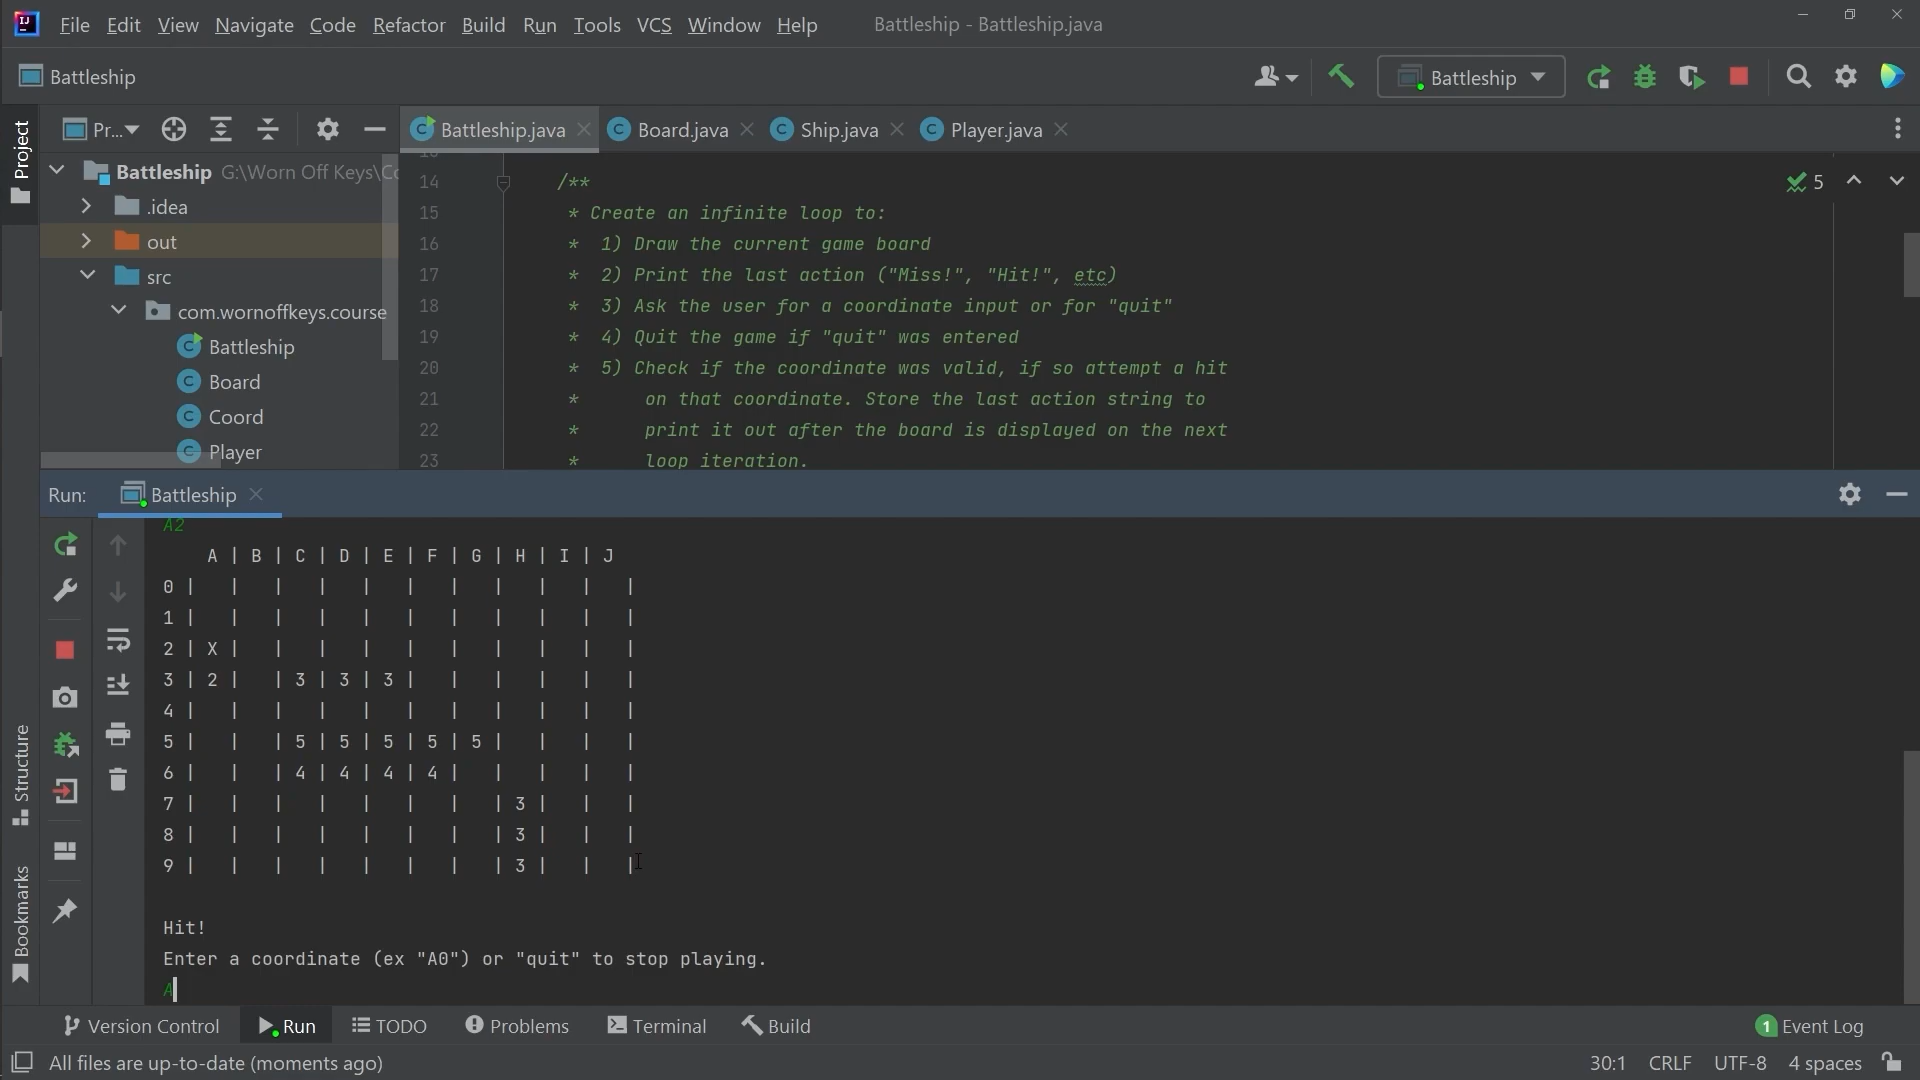 File Edit View Navigate Code Refactor Build Run Tools VCS Window Help Battleship - Battleship.java
Battleship Battleship
Project Pr... Battleship.java Board.java Ship.java Player.java
Battleship G:\Worn Off Keys\Co
.idea
out
src
com.wornoffkeys.course
Battleship
Board
Coord
Player
14 /**
15 * Create an infinite loop to:
16 * 1) Draw the current game board
17 * 2) Print the last action ("Miss!", "Hit!", etc)
18 * 3) Ask the user for a coordinate input or for "quit"
19 * 4) Quit the game if "quit" was entered
20 * 5) Check if the coordinate was valid, if so attempt a hit
21 * on that coordinate. Store the last action string to
22 * print it out after the board is displayed on the next
23 * loop iteration.
5
Run: Battleship
A2
A | B | C | D | E | F | G | H | I | J
0 |   |   |   |   |   |   |   |   |   |   |
1 |   |   |   |   |   |   |   |   |   |   |
2 | X |   |   |   |   |   |   |   |   |   |
3 | 2 |   | 3 | 3 | 3 |   |   |   |   |   |
4 |   |   |   |   |   |   |   |   |   |   |
5 |   |   | 5 | 5 | 5 | 5 | 5 |   |   |   |
6 |   |   | 4 | 4 | 4 | 4 |   |   |   |   |
7 |   |   |   |   |   |   |   | 3 |   |   |
8 |   |   |   |   |   |   |   | 3 |   |   |
9 |   |   |   |   |   |   |   | 3 |   |   |
Hit!
Enter a coordinate (ex "A0") or "quit" to stop playing.
A
Structure
Bookmarks
Version Control Run TODO Problems Terminal Build 1 Event Log
All files are up-to-date (moments ago) 30:1 CRLF UTF-8 4 spaces